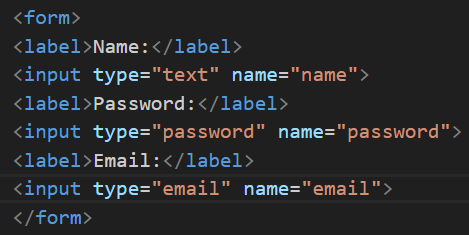 <form>
<label>Name:</label>
<input type="text" name="name">
<label>Password:</label>
<input type="password" name="password">
<label>Email:</label>
<input type="email" name="email">
</form>